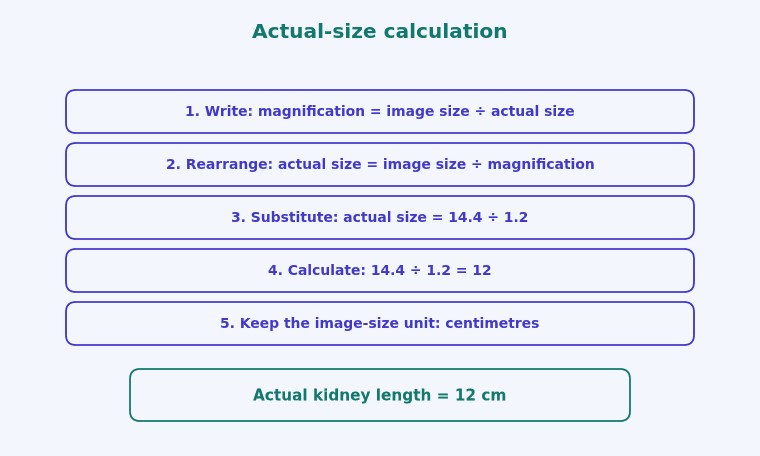 Actual-size calculation
1. Write: magnification = image size ÷ actual size
2. Rearrange: actual size = image size ÷ magnification
3. Substitute: actual size = 14.4 ÷ 1.2
4. Calculate: 14.4 ÷ 1.2 = 12
5. Keep the image-size unit: centimetres
Actual kidney length = 12 cm